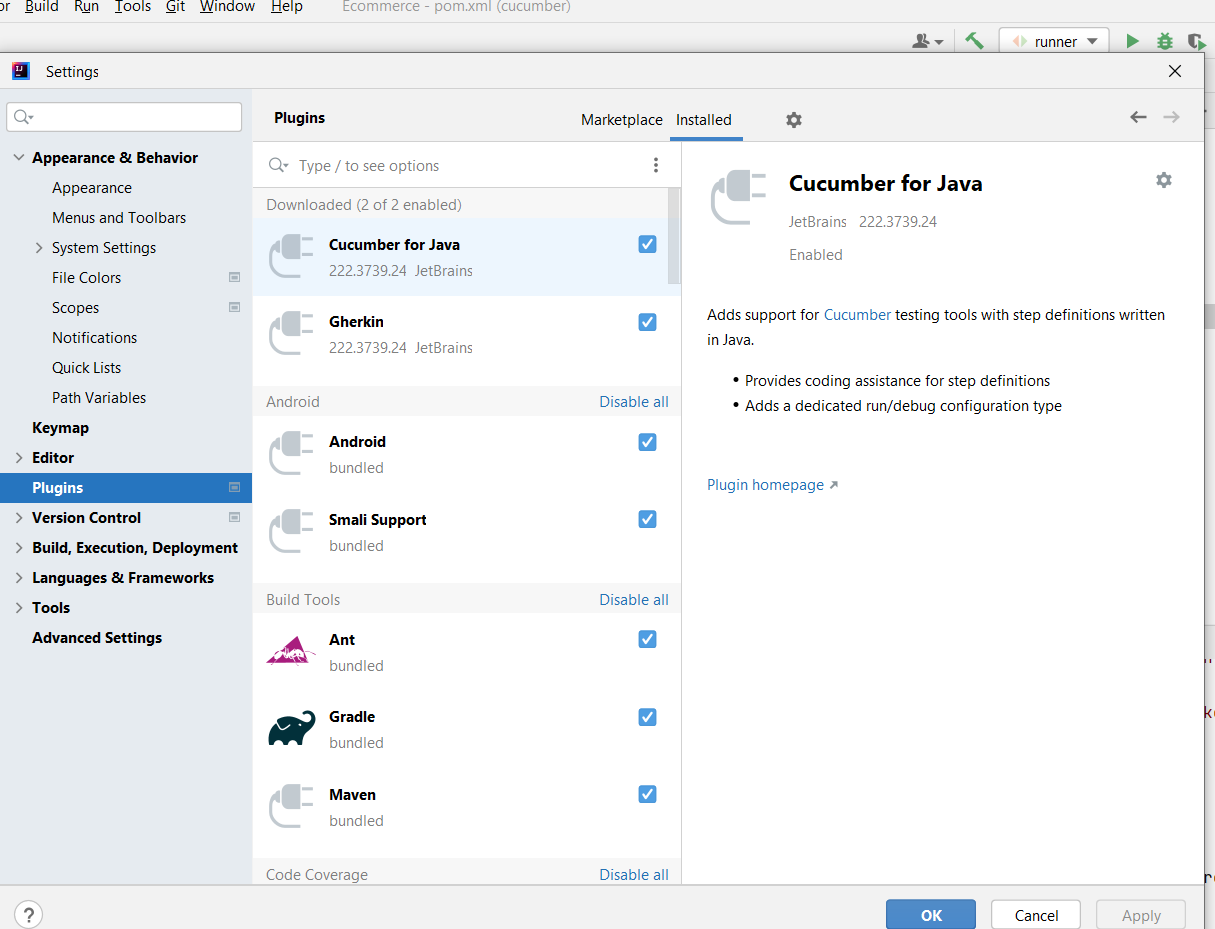 or Build Run Tools Git Window Help Ecommerce - pom.xml (cucumber)
runner
Settings
Plugins
Marketplace Installed
Type / to see options
Appearance & Behavior
Appearance
Menus and Toolbars
System Settings
File Colors
Scopes
Notifications
Quick Lists
Path Variables
Keymap
Editor
Plugins
Version Control
Build, Execution, Deployment
Languages & Frameworks
Tools
Advanced Settings
Downloaded (2 of 2 enabled)
Cucumber for Java
222.3739.24 JetBrains
Gherkin
222.3739.24 JetBrains
Android Disable all
Android
bundled
Smali Support
bundled
Build Tools Disable all
Ant
bundled
Gradle
bundled
Maven
bundled
Code Coverage Disable all
Cucumber for Java
JetBrains 222.3739.24
Enabled
Adds support for Cucumber testing tools with step definitions written
in Java.
• Provides coding assistance for step definitions
• Adds a dedicated run/debug configuration type
Plugin homepage
? OK Cancel Apply